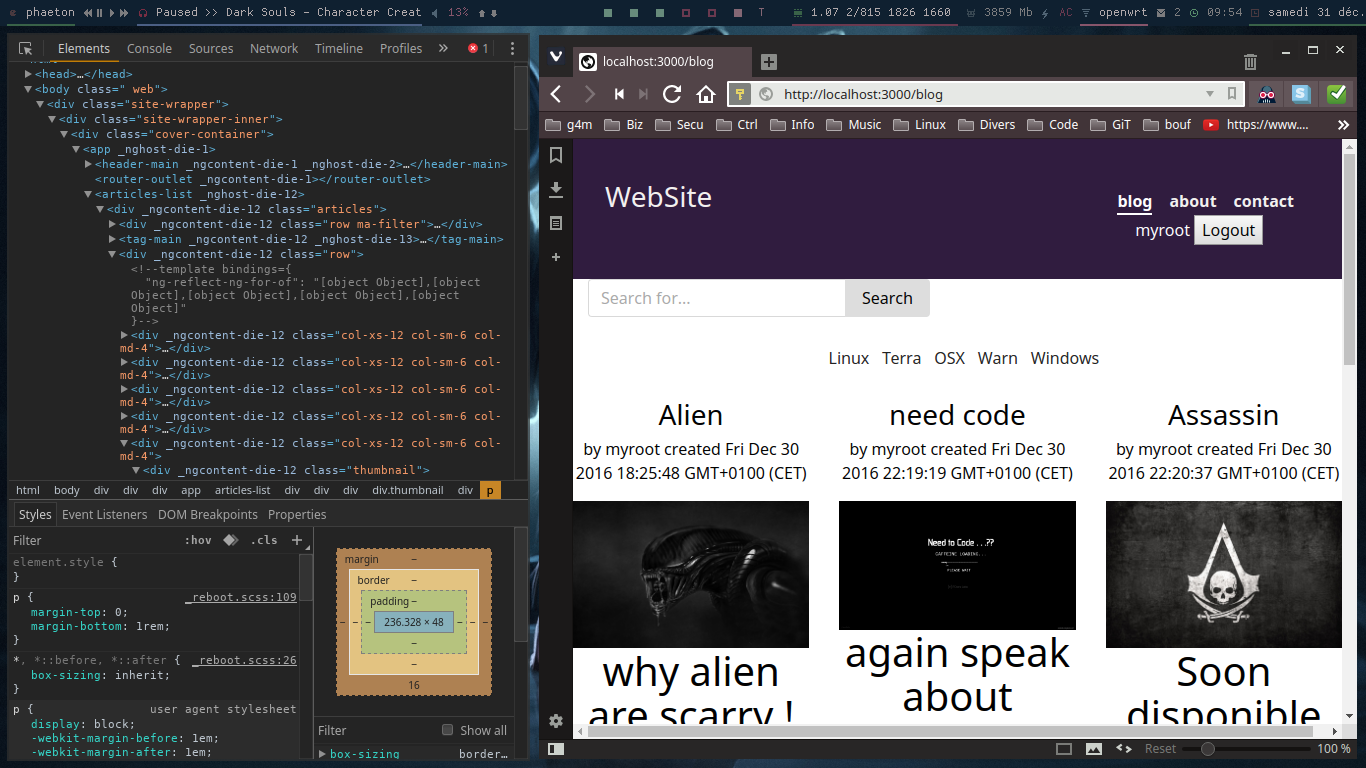 phaeton Paused >> Dark Souls - Character Creat 13% T 1.07 2/815 1826 1660 3859 Mb AC openwrt 2 09:54 samedi 31 déc.
Elements Console Sources Network Timeline Profiles » 1
<head>…</head>
<body class=" web">
<div class="site-wrapper">
<div class="site-wrapper-inner">
<div class="cover-container">
<app _nghost-die-1>
<header-main _ngcontent-die-1 _nghost-die-2>…</header-main>
<router-outlet _ngcontent-die-1></router-outlet>
<articles-list _nghost-die-12>
<div _ngcontent-die-12 class="articles">
<div _ngcontent-die-12 class="row ma-filter">…</div>
<tag-main _ngcontent-die-12 _nghost-die-13>…</tag-main>
<div _ngcontent-die-12 class="row">
<!--template bindings={
"ng-reflect-ng-for-of": "[object Object],[object
Object],[object Object],[object Object],[object
Object]"
}-->
<div _ngcontent-die-12 class="col-xs-12 col-sm-6 col-
md-4">…</div>
<div _ngcontent-die-12 class="col-xs-12 col-sm-6 col-
md-4">…</div>
<div _ngcontent-die-12 class="col-xs-12 col-sm-6 col-
md-4">…</div>
<div _ngcontent-die-12 class="col-xs-12 col-sm-6 col-
md-4">…</div>
<div _ngcontent-die-12 class="col-xs-12 col-sm-6 col-
md-4">
<div _ngcontent-die-12 class="thumbnail">
html body div div div app articles-list div div div div.thumbnail div p
Styles Event Listeners DOM Breakpoints Properties
Filter :hov .cls +
element.style {
}
p { _reboot.scss:109
margin-top: 0;
margin-bottom: 1rem;
}
*, *::before, *::after { _reboot.scss:26
box-sizing: inherit;
}
p { user agent stylesheet
display: block;
-webkit-margin-before: 1em;
-webkit-margin-after: 1em;
margin –
border –
padding –
– – – 236.328 × 48 – – –
–
–
16
Filter Show all
box-sizing border…
localhost:3000/blog
http://localhost:3000/blog
g4m Biz Secu Ctrl Info Music Linux Divers Code GiT bouf https://www.... »
WebSite
blog about contact
myroot Logout
Search for... Search
Linux Terra OSX Warn Windows
Alien
by myroot created Fri Dec 30
2016 18:25:48 GMT+0100 (CET)
why alien
are scarry !
need code
by myroot created Fri Dec 30
2016 22:19:19 GMT+0100 (CET)
Need to Code ...??
CAFFEINE LOADING...
PLEASE WAIT
again speak
about
Assassin
by myroot created Fri Dec 30
2016 22:20:37 GMT+0100 (CET)
Soon
disponible
Reset 100 %